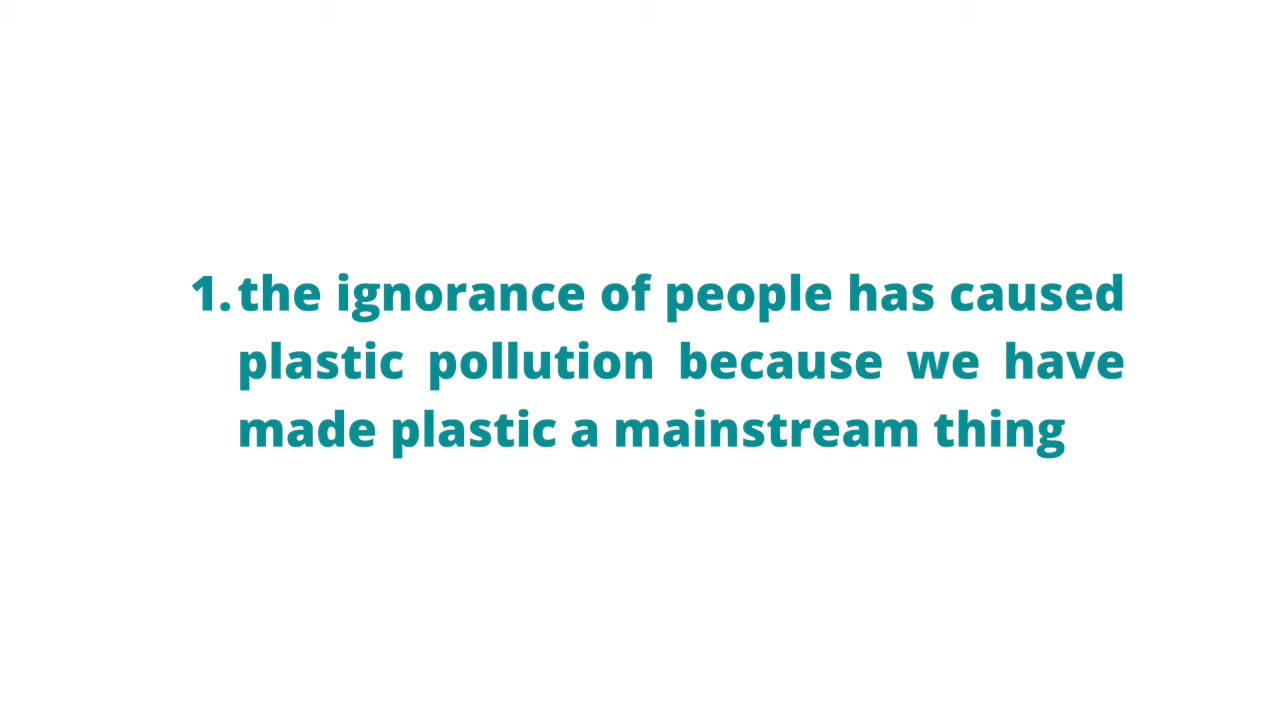 1. the ignorance of people has caused
plastic pollution because we have
made plastic a mainstream thing